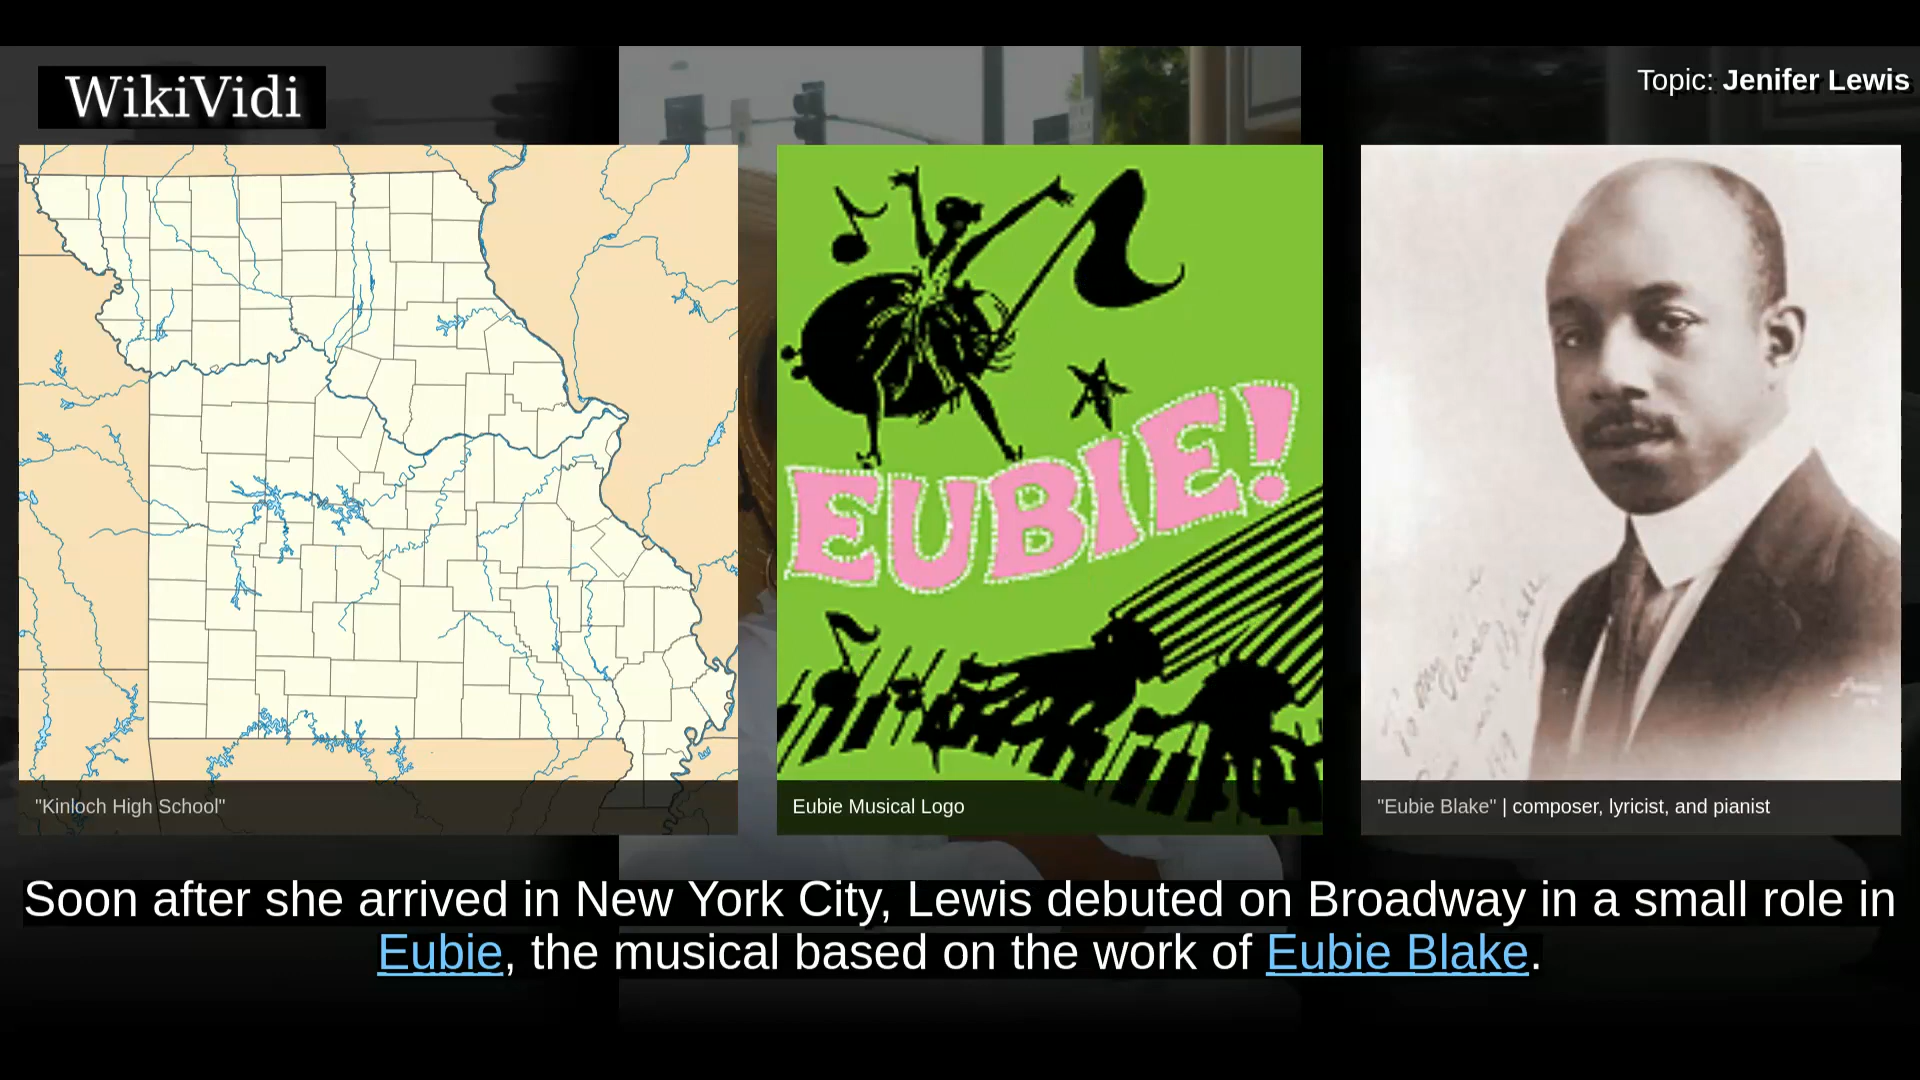 WikiVidi
Topic: Jenifer Lewis
EUBIE!
"Kinloch High School"
Eubie Musical Logo
"Eubie Blake" | composer, lyricist, and pianist
Soon after she arrived in New York City, Lewis debuted on Broadway in a small role in
Eubie, the musical based on the work of Eubie Blake.